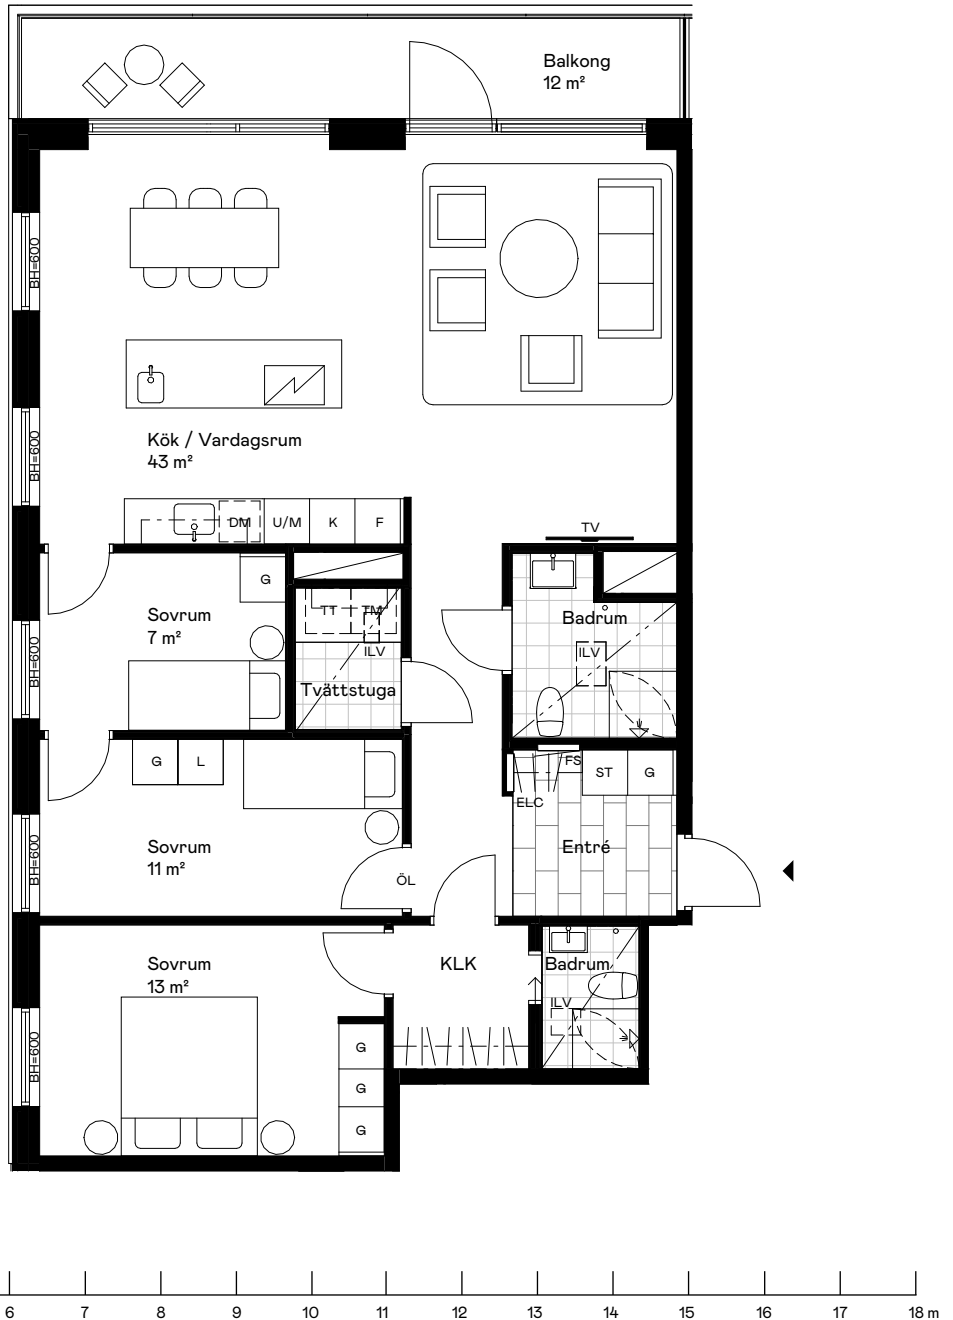 Balkong
12 m²
BH=600
BH=600
Kök / Vardagsrum
43 m²
DM U/M K F
TV
G
Sovrum
7 m²
BH=600
TT TM
ILV
Tvättstuga
Badrum
ILV
G L
FS
ST G
ELC
Sovrum
11 m²
BH=600
Entré
ÖL
Sovrum
13 m²
KLK
Badrum
ILV
BH=600
G
G
G
6 7 8 9 10 11 12 13 14 15 16 17 18 m